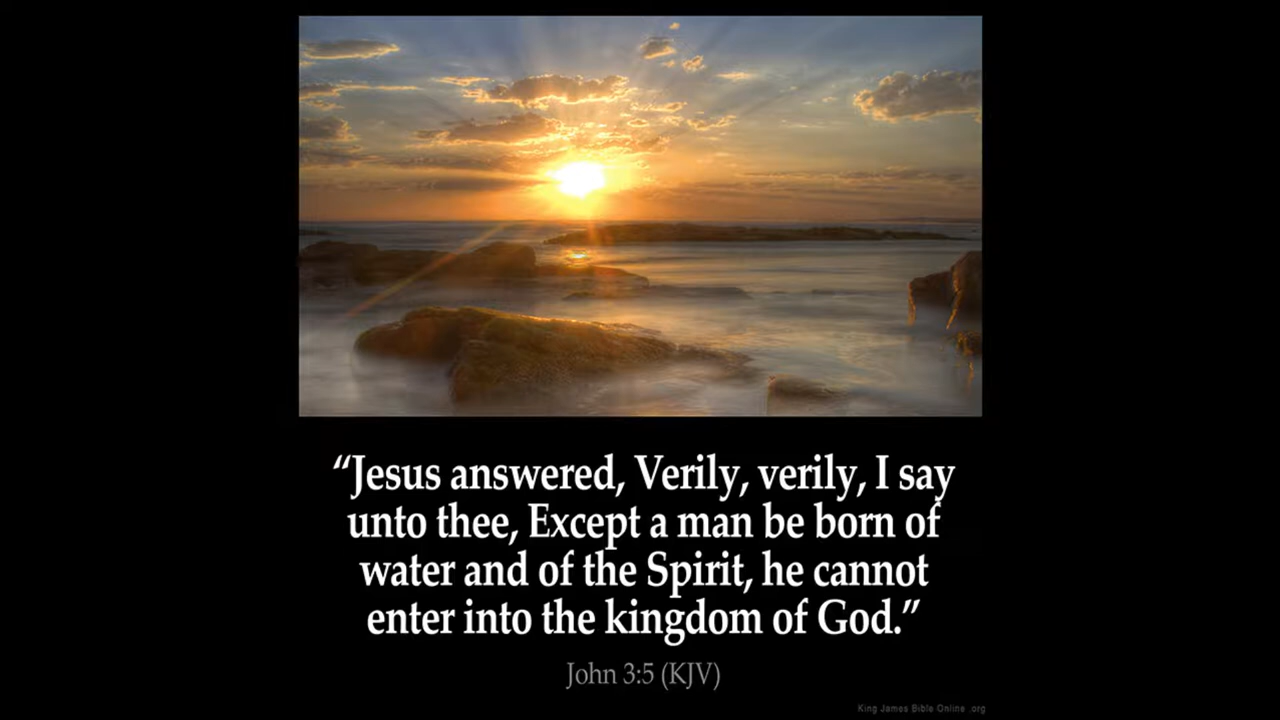 “Jesus answered, Verily, verily, I say
unto thee, Except a man be born of
water and of the Spirit, he cannot
enter into the kingdom of God.”
John 3:5 (KJV)
King James Bible Online .org